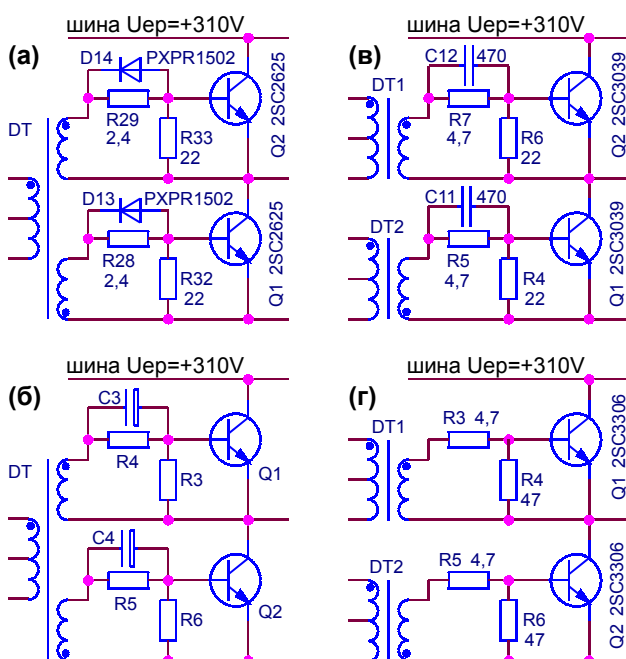 шина Uep=+310V
(а)
D14 PXPR1502
DT
R29
2,4
R33
22
Q2 2SC2625
D13 PXPR1502
R28
2,4
R32
22
Q1 2SC2625
шина Uep=+310V
(в)
C12 470
DT1
R7
4,7
R6
22
Q2 2SC3039
C11 470
DT2
R5
4,7
R4
22
Q1 2SC3039
шина Uep=+310V
(б)
C3
DT
R4
R3
Q1
C4
R5
R6
Q2
шина Uep=+310V
(г)
DT1
R3 4,7
R4
47
Q1 2SC3306
DT2
R5 4,7
R6
47
Q2 2SC3306